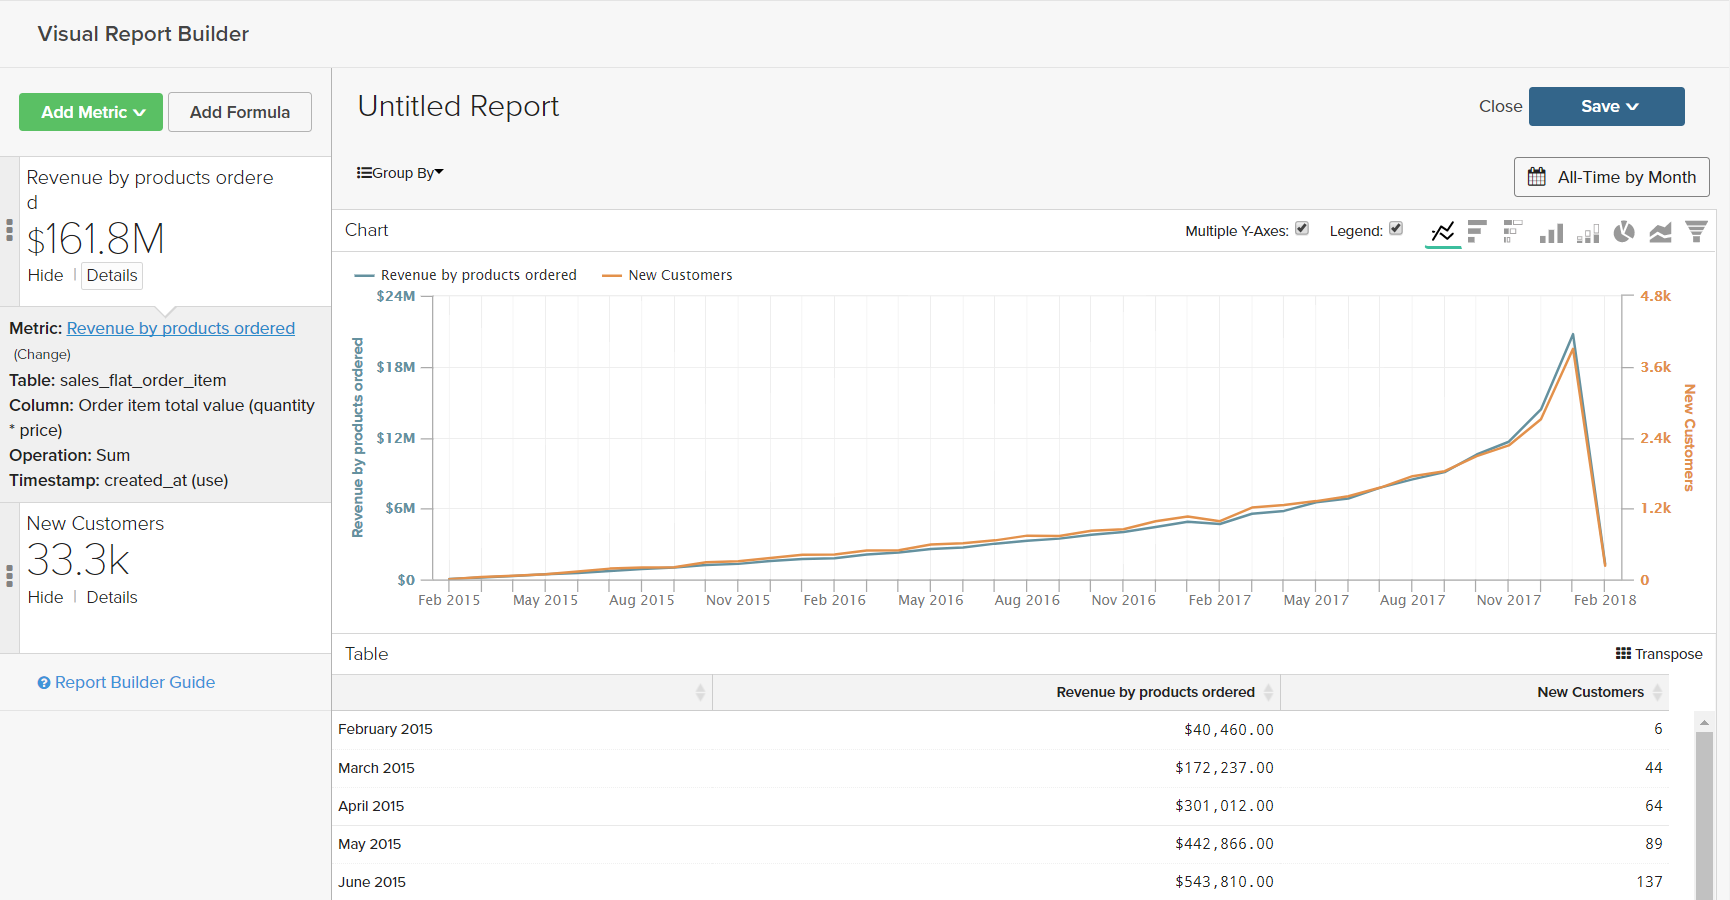 Visual Report Builder
Add Metric
Add Formula
Revenue by products ordere
d
$161.8M
Hide | Details
Metric: Revenue by products ordered
(Change)
Table: sales_flat_order_item
Column: Order item total value (quantity
* price)
Operation: Sum
Timestamp: created_at (use)
New Customers
33.3k
Hide | Details
? Report Builder Guide
Untitled Report
Close
Save
Group By
All-Time by Month
Chart
Multiple Y-Axes:
Legend:
Revenue by products ordered
New Customers
Revenue by products ordered
$24M
$18M
$12M
$6M
$0
4.8k
3.6k
2.4k
1.2k
0
New Customers
Feb 2015 May 2015 Aug 2015 Nov 2015 Feb 2016 May 2016 Aug 2016 Nov 2016 Feb 2017 May 2017 Aug 2017 Nov 2017 Feb 2018
Table
Transpose
Revenue by products ordered New Customers
February 2015 $40,460.00 6
March 2015 $172,237.00 44
April 2015 $301,012.00 64
May 2015 $442,866.00 89
June 2015 $543,810.00 137